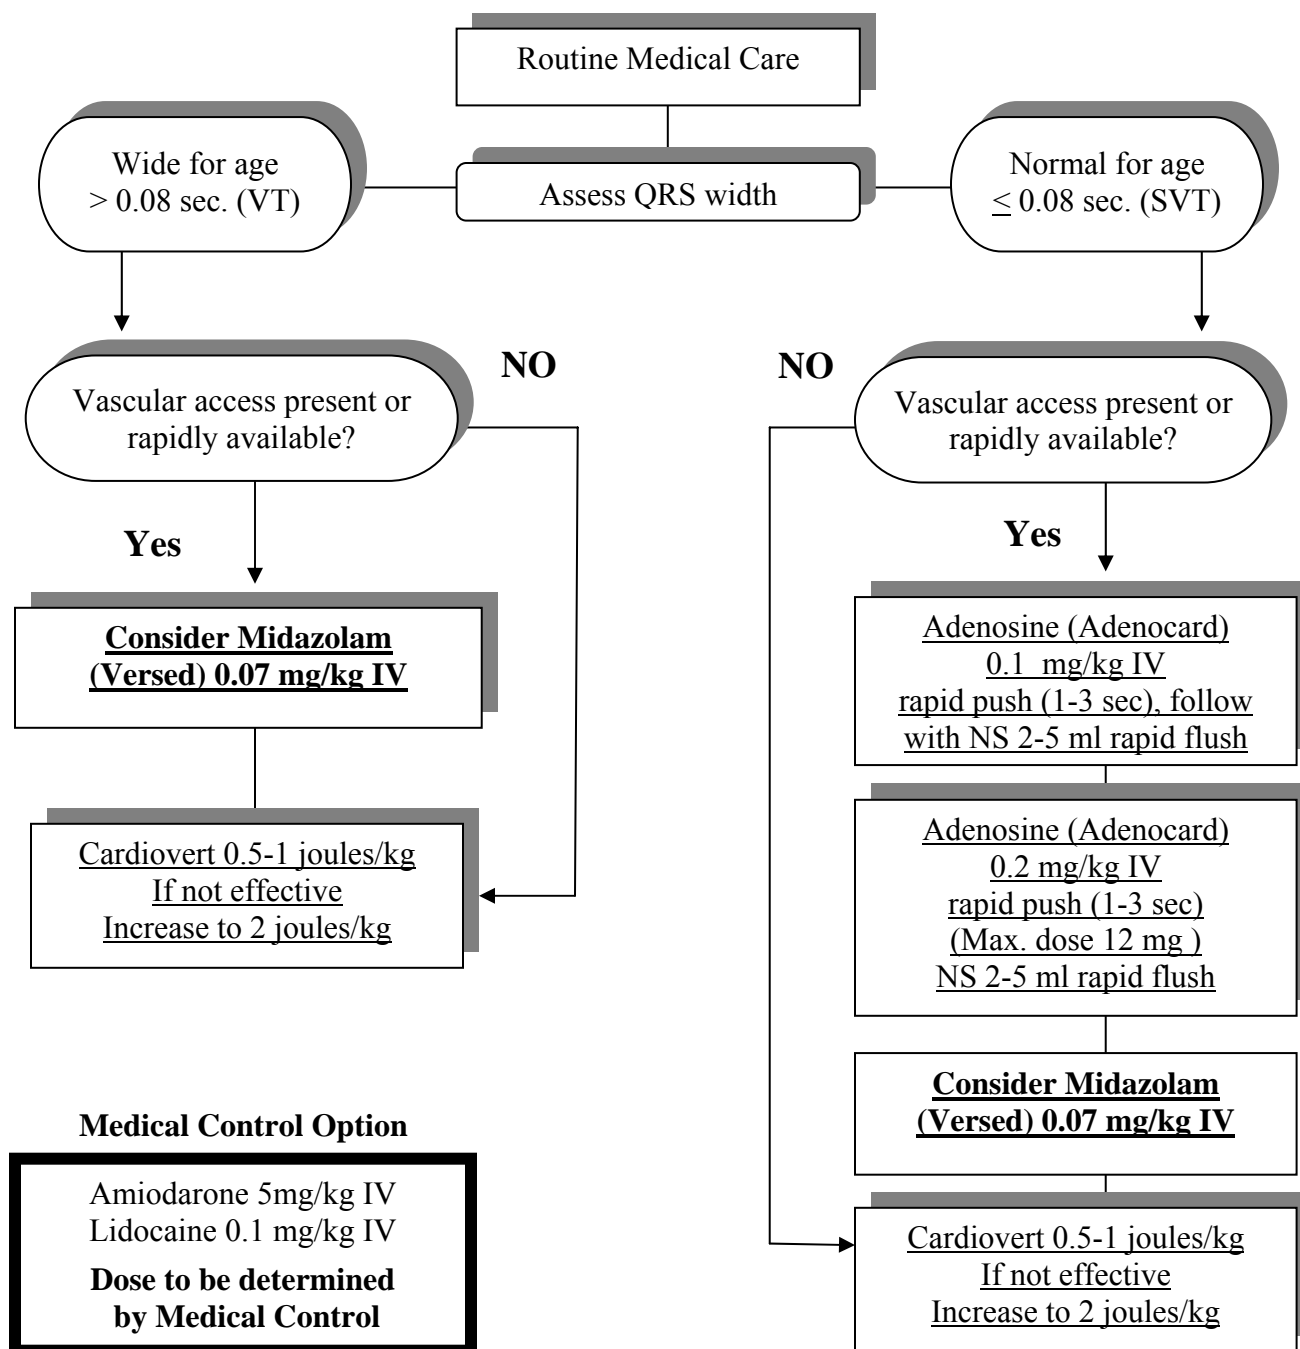 Routine Medical Care
Assess QRS width
Wide for age
> 0.08 sec. (VT)
Normal for age
≤ 0.08 sec. (SVT)
Vascular access present or
rapidly available?
NO
Yes
Consider Midazolam
(Versed) 0.07 mg/kg IV
Cardiovert 0.5-1 joules/kg
If not effective
Increase to 2 joules/kg
Medical Control Option
Amiodarone 5mg/kg IV
Lidocaine 0.1 mg/kg IV
Dose to be determined
by Medical Control
NO
Vascular access present or
rapidly available?
Yes
Adenosine (Adenocard)
0.1 mg/kg IV
rapid push (1-3 sec), follow
with NS 2-5 ml rapid flush
Adenosine (Adenocard)
0.2 mg/kg IV
rapid push (1-3 sec)
(Max. dose 12 mg )
NS 2-5 ml rapid flush
Consider Midazolam
(Versed) 0.07 mg/kg IV
Cardiovert 0.5-1 joules/kg
If not effective
Increase to 2 joules/kg